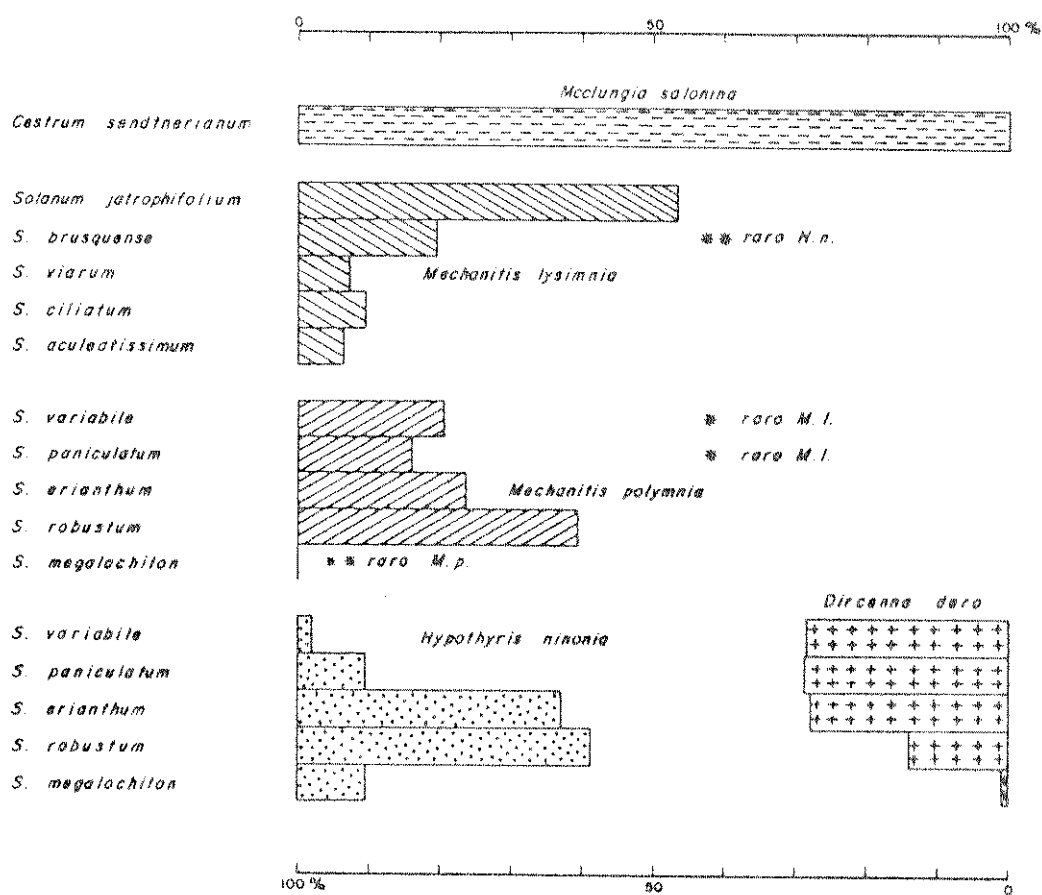 0 50 100 %
Mcclungia salonina
Cestrum sendtnerianum
Solanum jatrophifolium
S. brusquense ** raro H.n.
S. viarum Mechanitis lysimnia
S. ciliatum
S. aculeatissimum
S. variabile * raro M.l.
S. paniculatum * raro M.l.
S. erianthum Mechanitis polymnia
S. robustum
S. megalochiton ** raro M.p.
Dircenna dero
S. variabile Hypothyris ninonia
S. paniculatum
S. erianthum
S. robustum
S. megalochiton
100 % 50 0